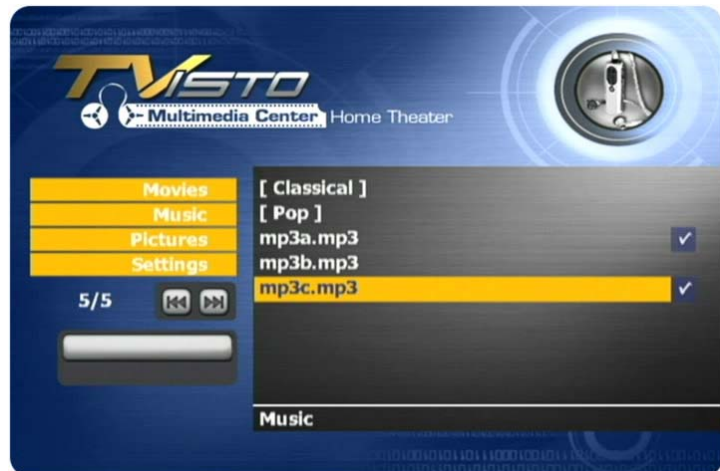 TVISTO
Multimedia Center Home Theater
Movies
Music
Pictures
Settings
5/5
[ Classical ]
[ Pop ]
mp3a.mp3
mp3b.mp3
mp3c.mp3
Music